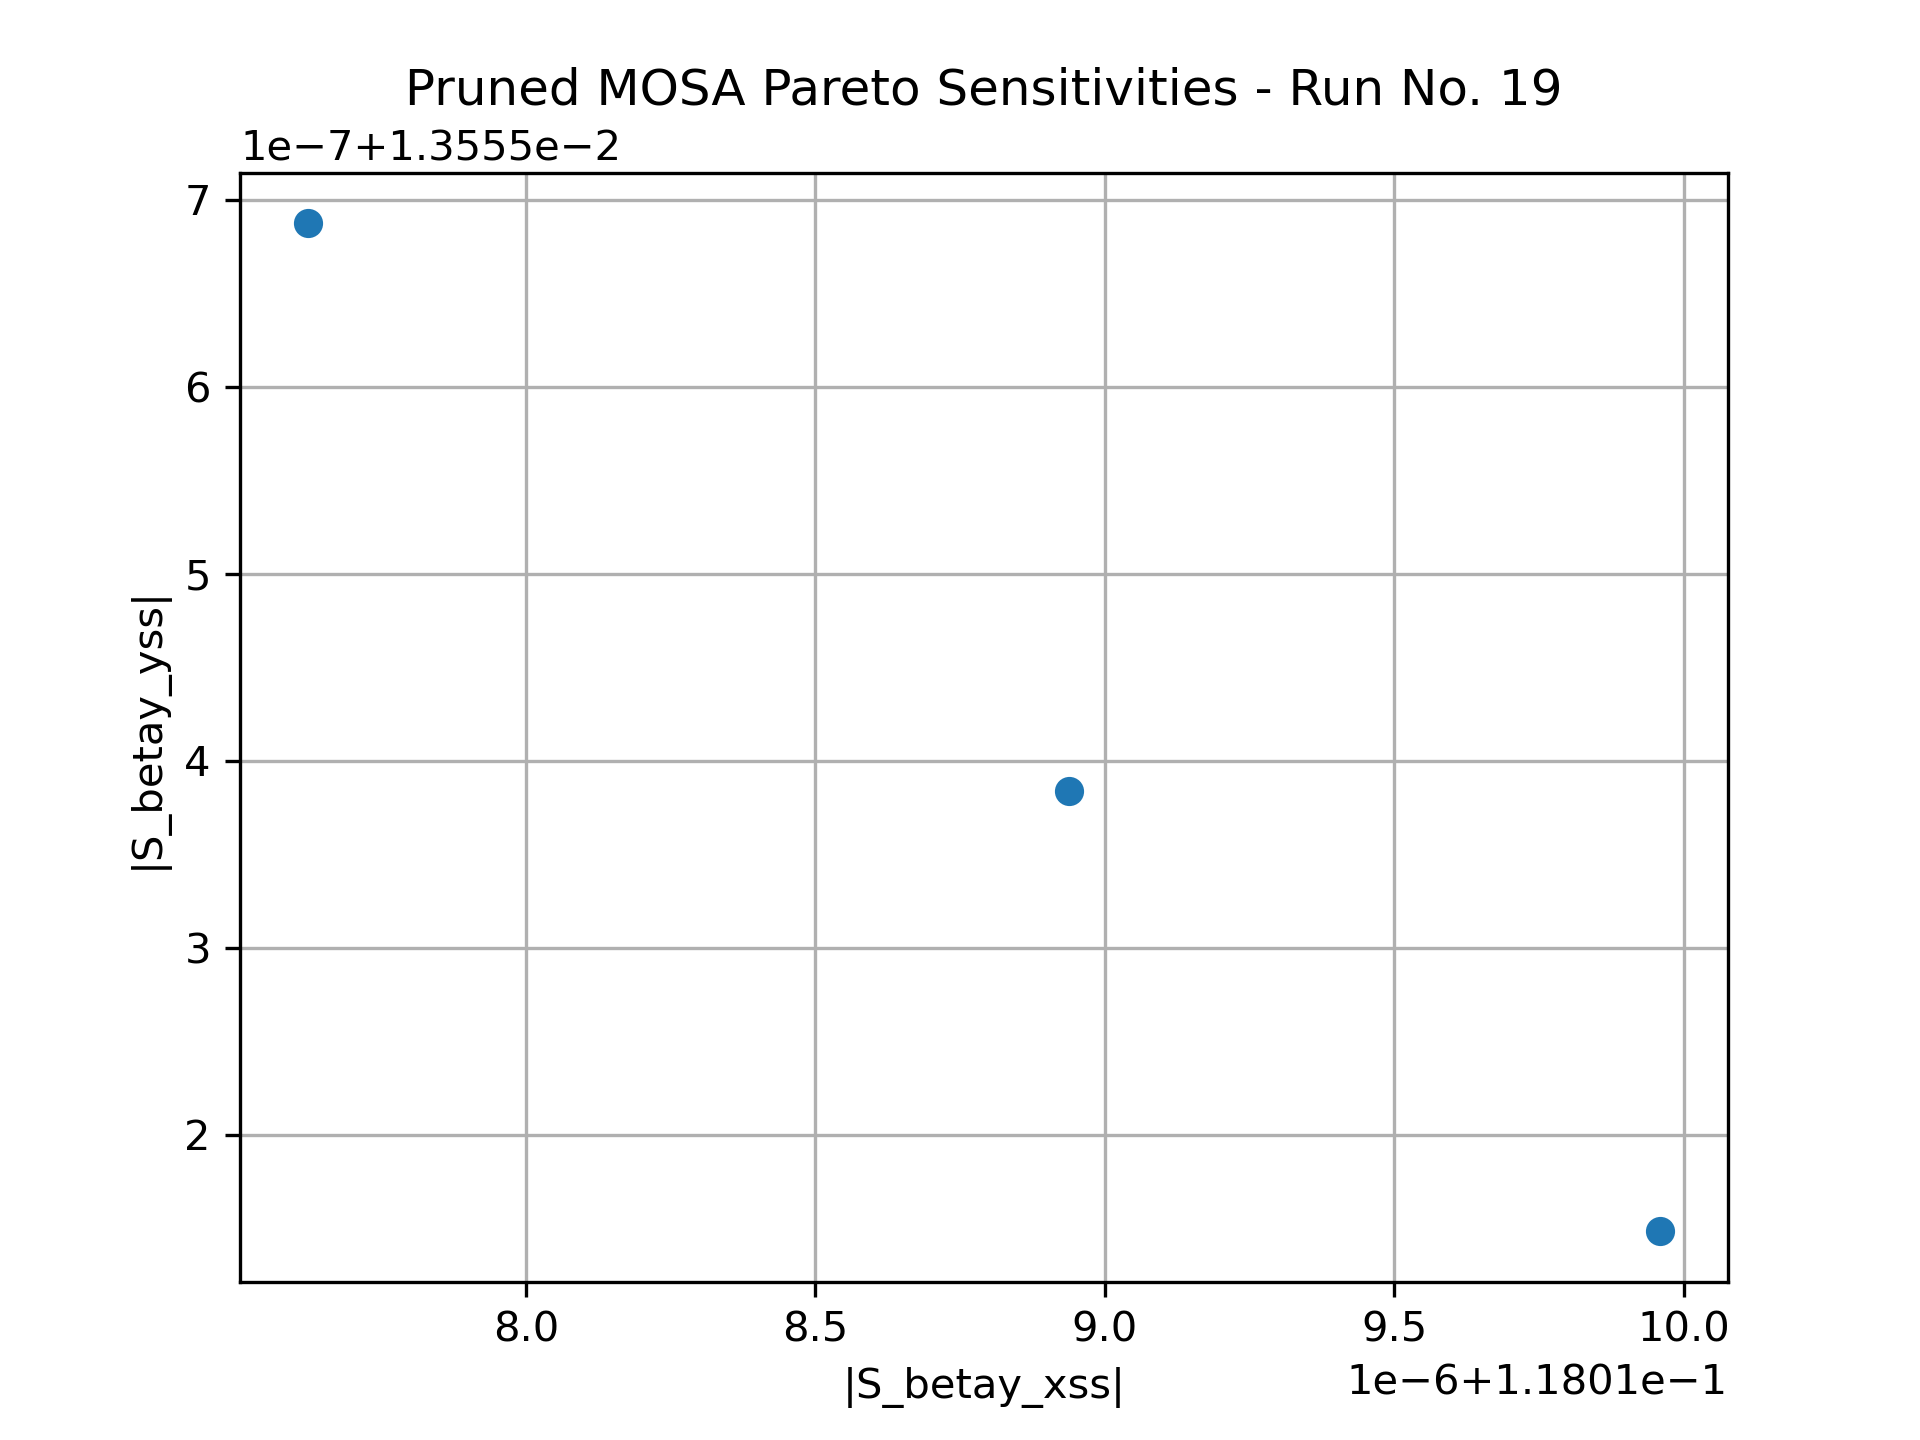 Pruned MOSA Pareto Sensitivities - Run No. 19
1e−7+1.3555e−2
7
6
5
4
3
2
|S_betay_yss|
8.0 8.5 9.0 9.5 10.0
|S_betay_xss|
1e−6+1.1801e−1